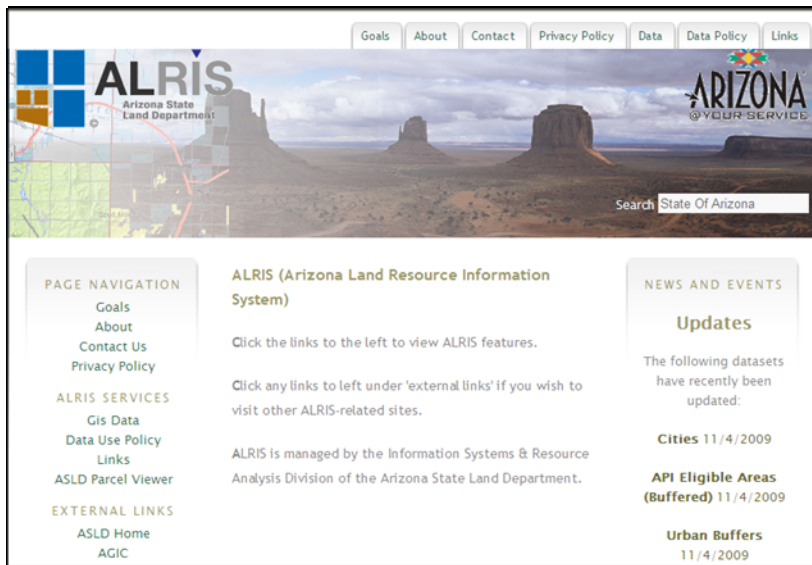 Goals About Contact Privacy Policy Data Data Policy Links
ALRIS
Arizona State
Land Department
©
ARIZONA
@YOUR SERVICE
Search State Of Arizona
PAGE NAVIGATION
Goals
About
Contact Us
Privacy Policy
ALRIS SERVICES
Gis Data
Data Use Policy
Links
ASLD Parcel Viewer
EXTERNAL LINKS
ASLD Home
AGIC
ALRIS (Arizona Land Resource Information
System)
Click the links to the left to view ALRIS features.
Click any links to left under 'external links' if you wish to
visit other ALRIS-related sites.
ALRIS is managed by the Information Systems & Resource
Analysis Division of the Arizona State Land Department.
NEWS AND EVENTS
Updates
The following datasets
have recently been
updated:
Cities 11/4/2009
API Eligible Areas
(Buffered) 11/4/2009
Urban Buffers
11/4/2009